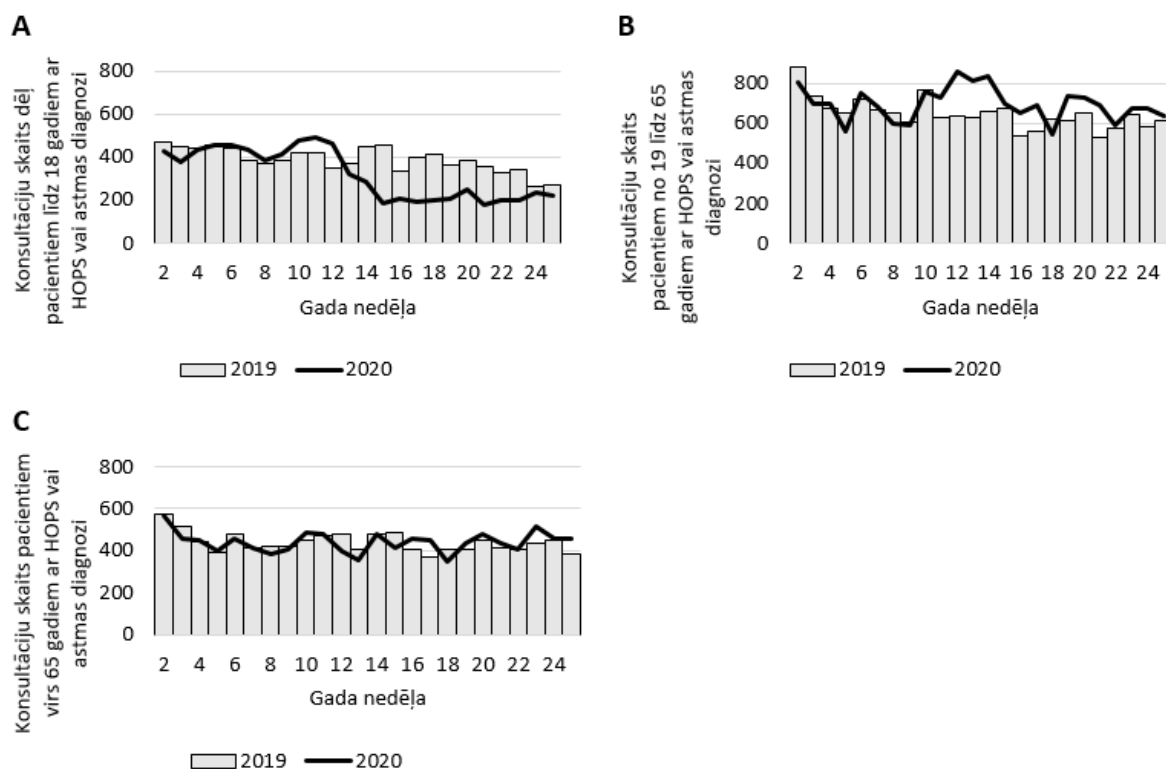 A
Konsultāciju skaits dēļ
pacientiem līdz 18 gadiem ar
HOPS vai astmas diagnozi
800
600
400
200
0
2 4 6 8 10 12 14 16 18 20 22 24
Gada nedēļa
2019 2020
B
Konsultāciju skaits
pacientiem no 19 līdz 65
gadiem ar HOPS vai astmas
diagnozi
800
600
400
200
0
2 4 6 8 10 12 14 16 18 20 22 24
Gada nedēļa
2019 2020
C
Konsultāciju skaits pacientiem
virs 65 gadiem ar HOPS vai
astmas diagnozi
800
600
400
200
0
2 4 6 8 10 12 14 16 18 20 22 24
Gada nedēļa
2019 2020